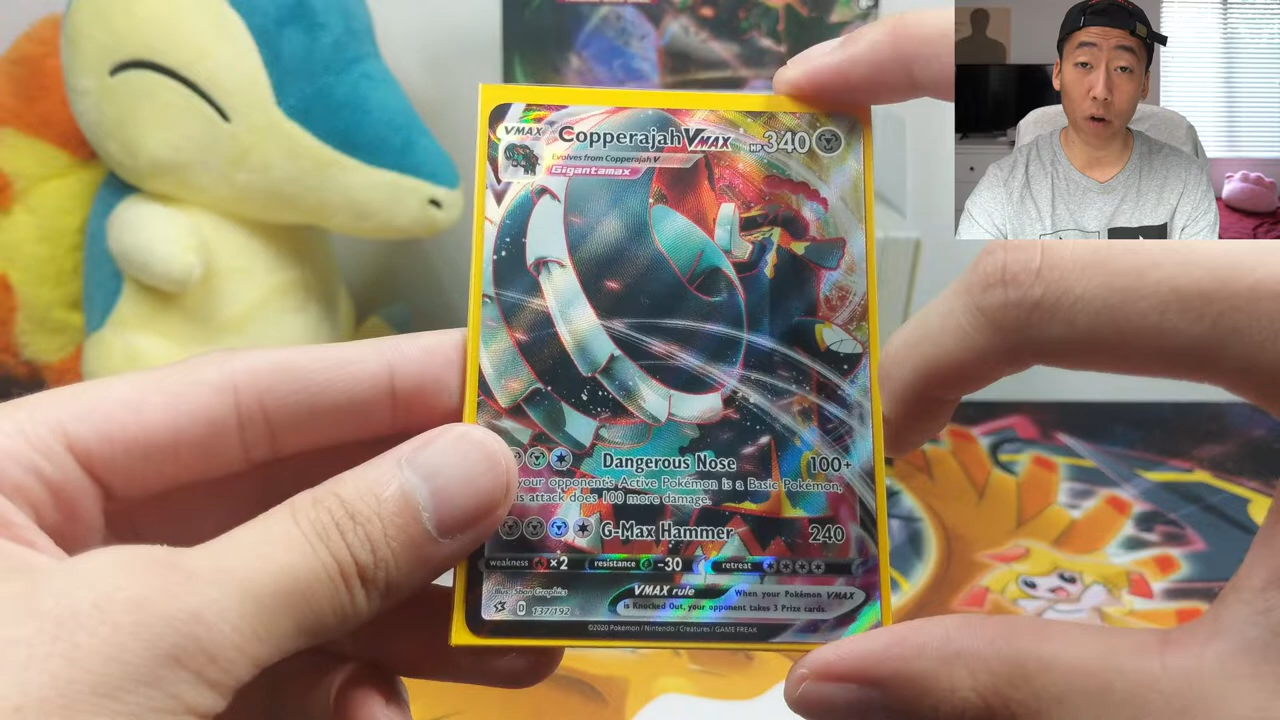 VMAX
Copperajah VMAX HP 340
Evolves from Copperajah V
Gigantamax
Dangerous Nose 100+
your opponent's Active Pokémon is a Basic Pokémon,
is attack does 100 more damage.
G-Max Hammer 240
weakness ×2 resistance -30 retreat
Illus. 5ban Graphics
VMAX rule When your Pokémon VMAX
is Knocked Out, your opponent takes 3 Prize cards.
137/192
©2020 Pokémon / Nintendo / Creatures / GAME FREAK